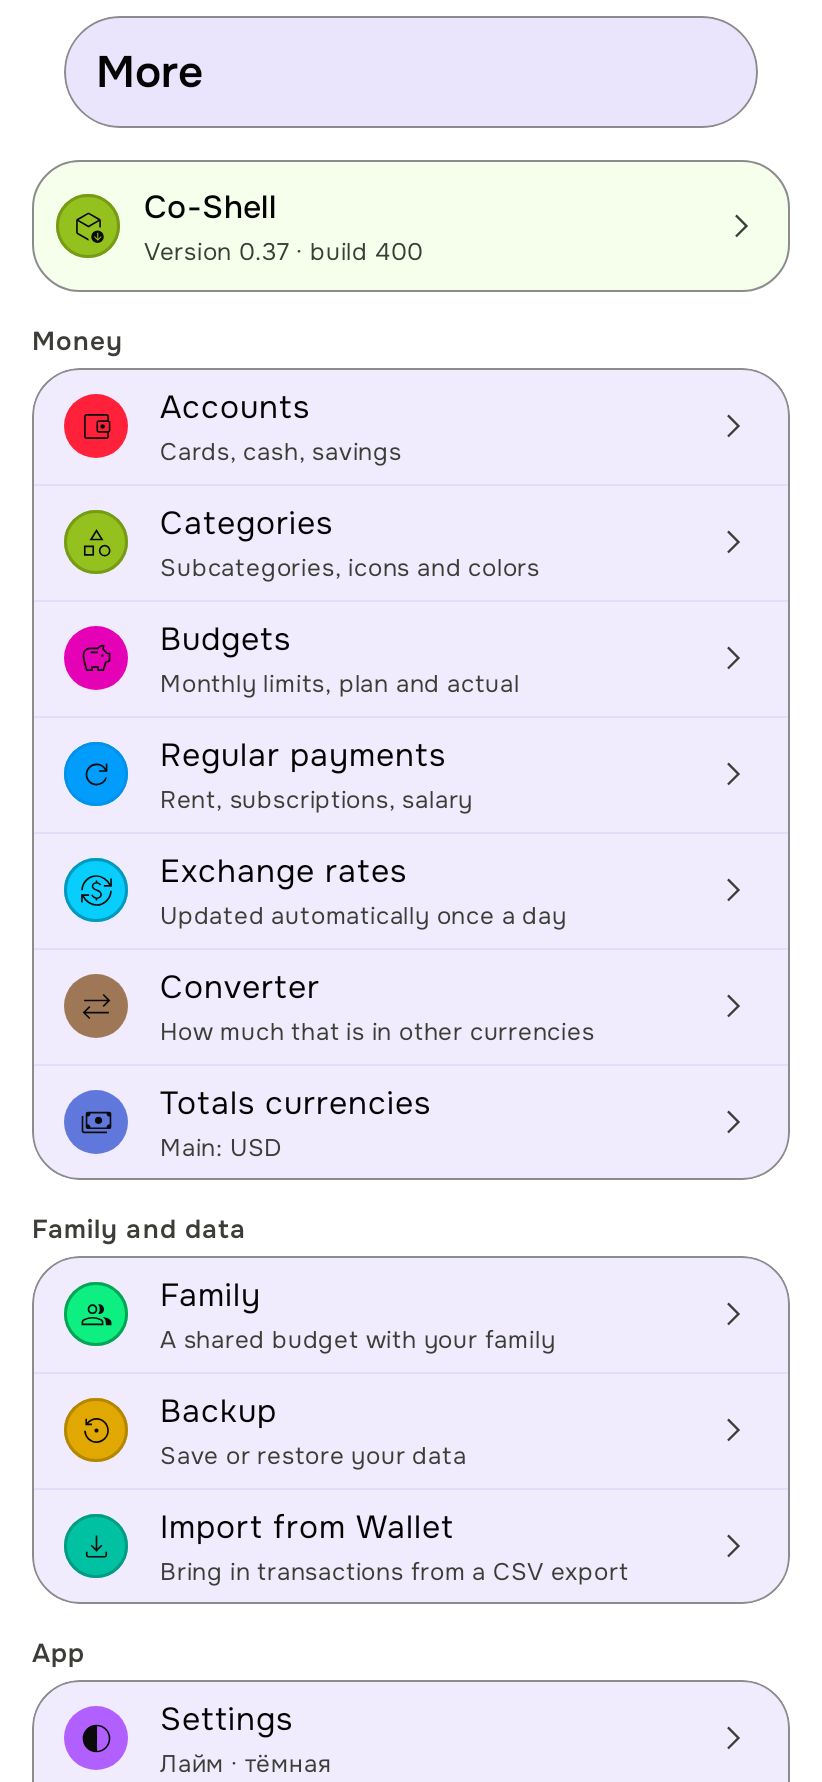 More
Co-Shell
Version 0.37 · build 400
Money
Accounts
Cards, cash, savings
Categories
Subcategories, icons and colors
Budgets
Monthly limits, plan and actual
Regular payments
Rent, subscriptions, salary
Exchange rates
Updated automatically once a day
Converter
How much that is in other currencies
Totals currencies
Main: USD
Family and data
Family
A shared budget with your family
Backup
Save or restore your data
Import from Wallet
Bring in transactions from a CSV export
App
Settings
Лайм · тёмная